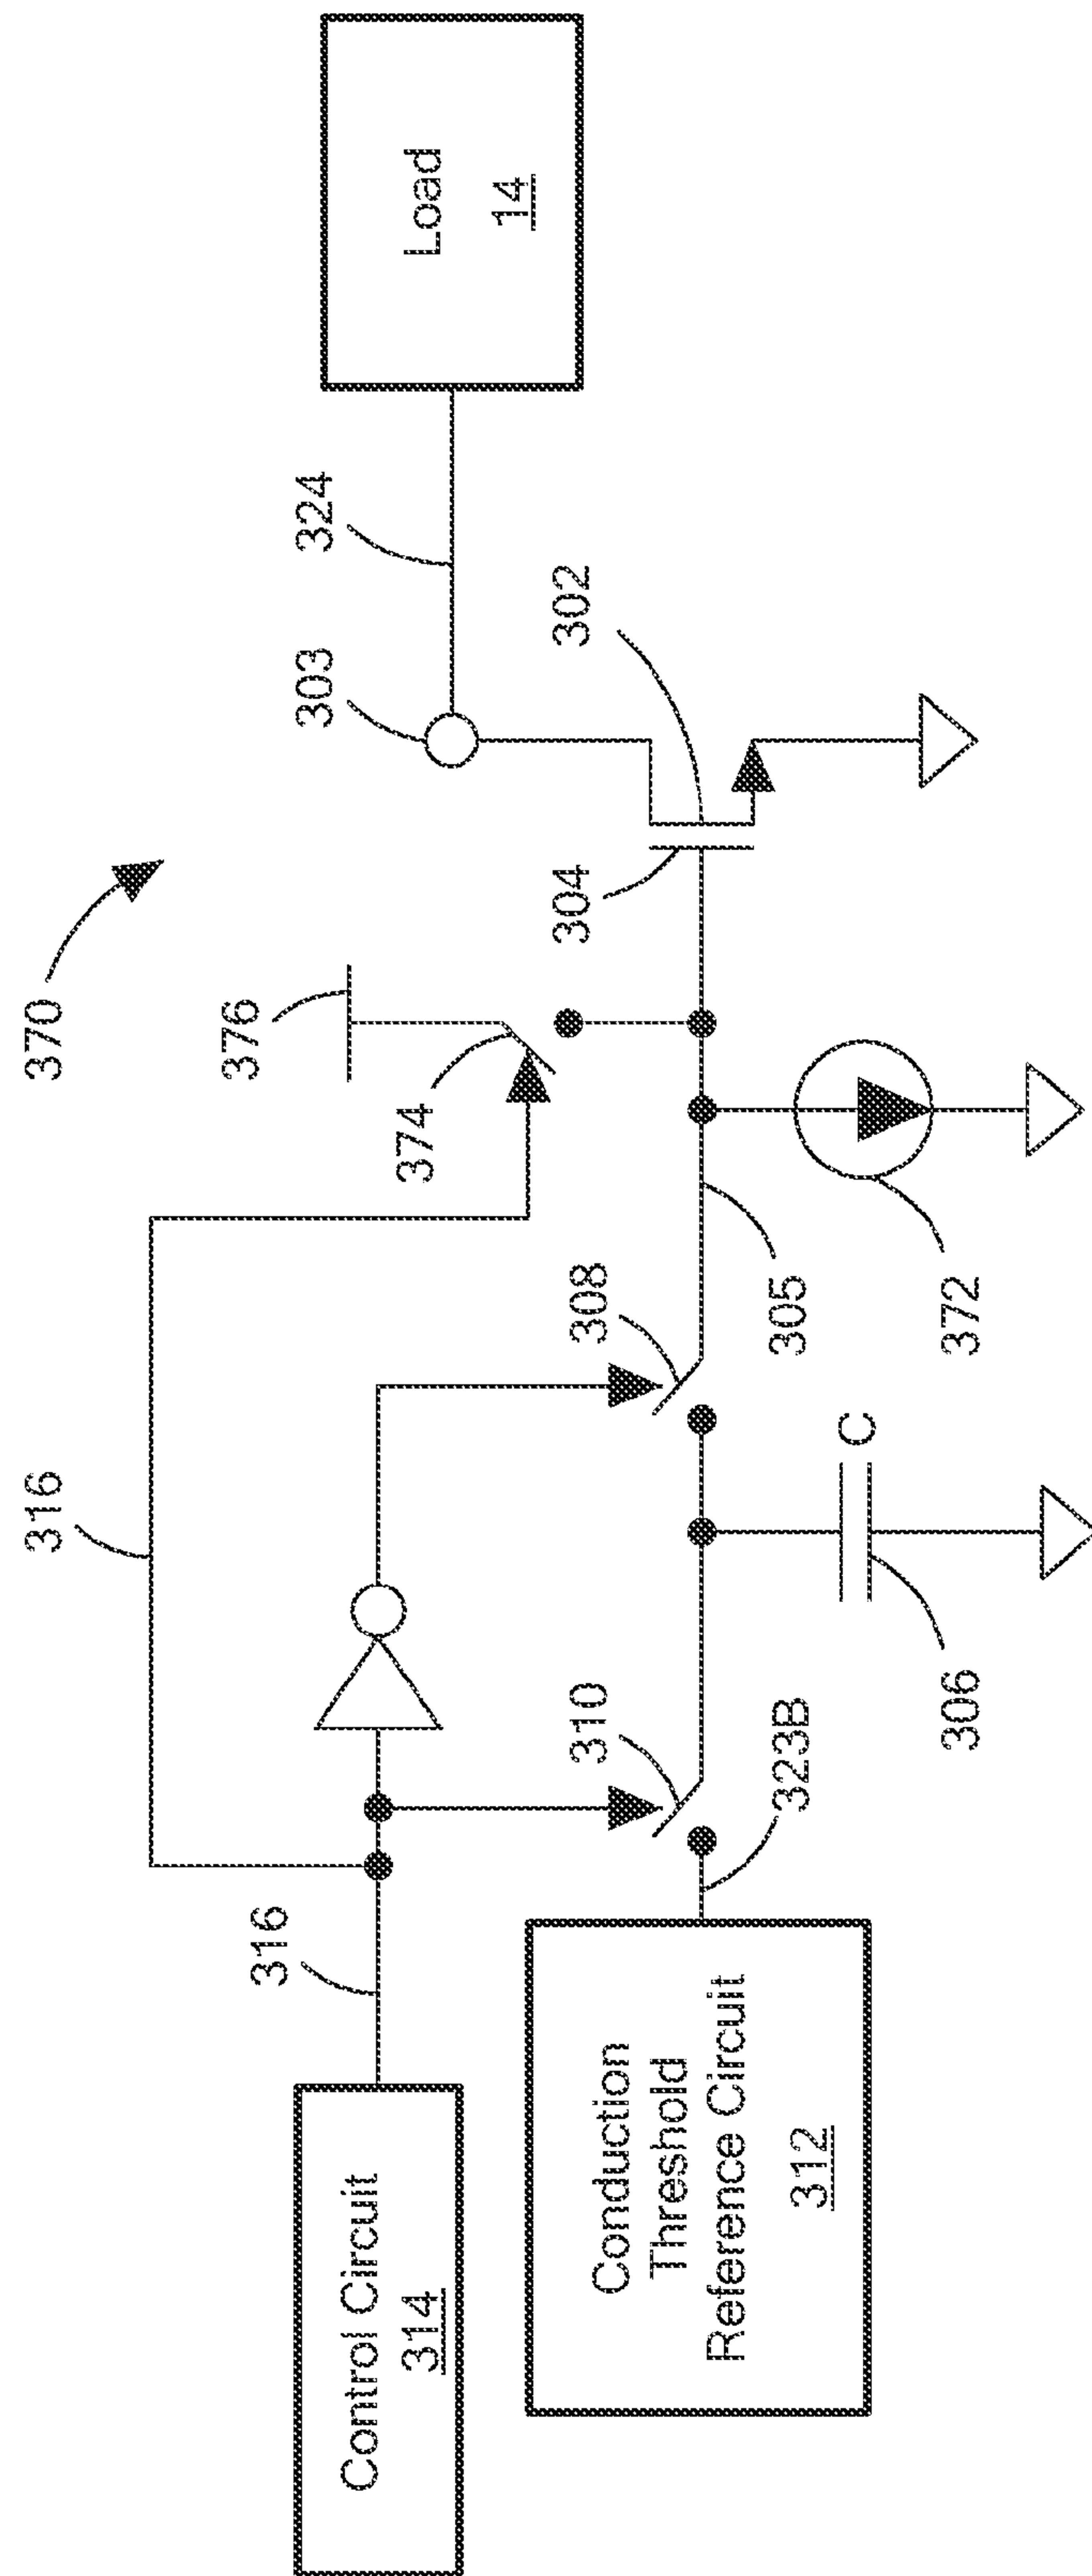 370
316
376
303
324
316
374
Load
14
Control Circuit
314
310
308
304
302
Conduction
Threshold
Reference Circuit
312
323B
305
C
306
372